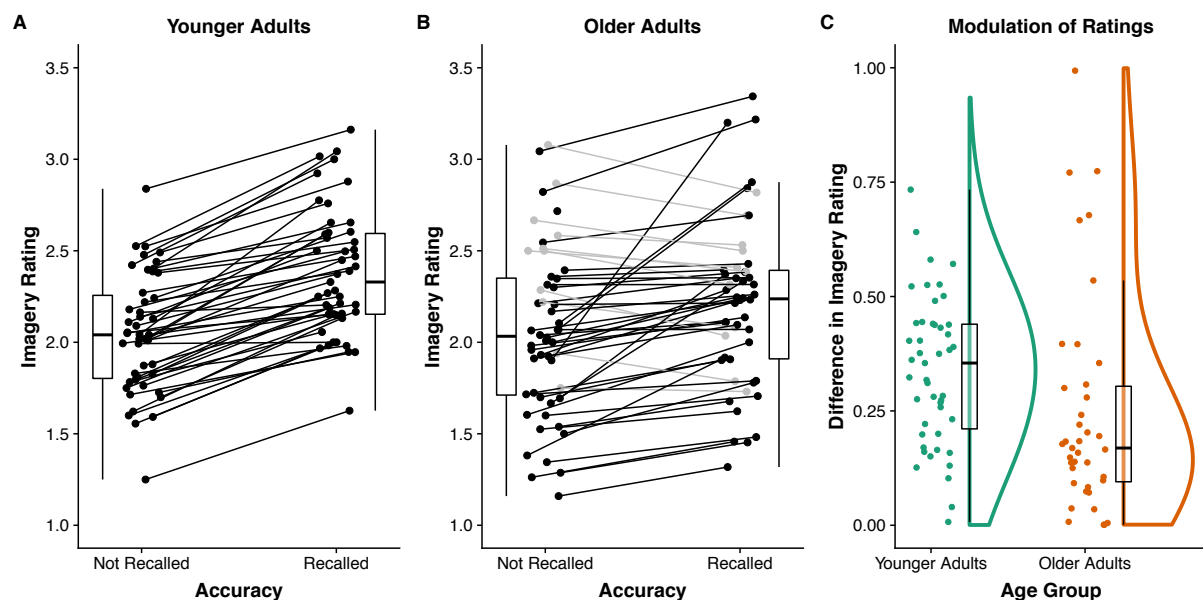 A
Younger Adults
Imagery Rating
3.5
3.0
2.5
2.0
1.5
1.0
Not Recalled
Recalled
Accuracy
B
Older Adults
Imagery Rating
3.5
3.0
2.5
2.0
1.5
1.0
Not Recalled
Recalled
Accuracy
C
Modulation of Ratings
Difference in Imagery Rating
1.00
0.75
0.50
0.25
0.00
Younger Adults
Older Adults
Age Group